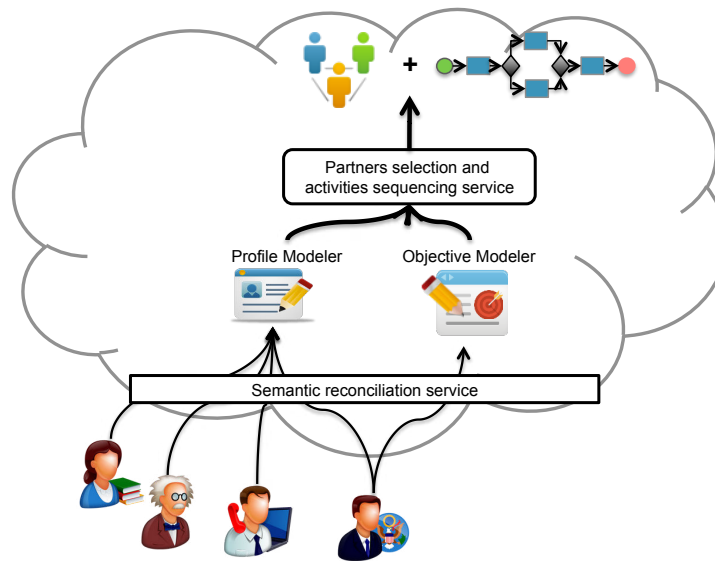 +
Partners selection and
activities sequencing service
Profile Modeler
Objective Modeler
Semantic reconciliation service